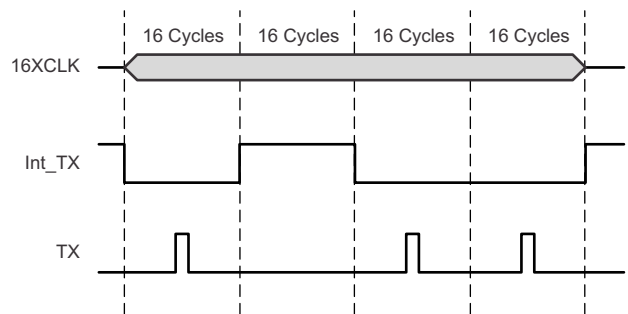 16 Cycles 16 Cycles 16 Cycles 16 Cycles
16XCLK
Int_TX
TX